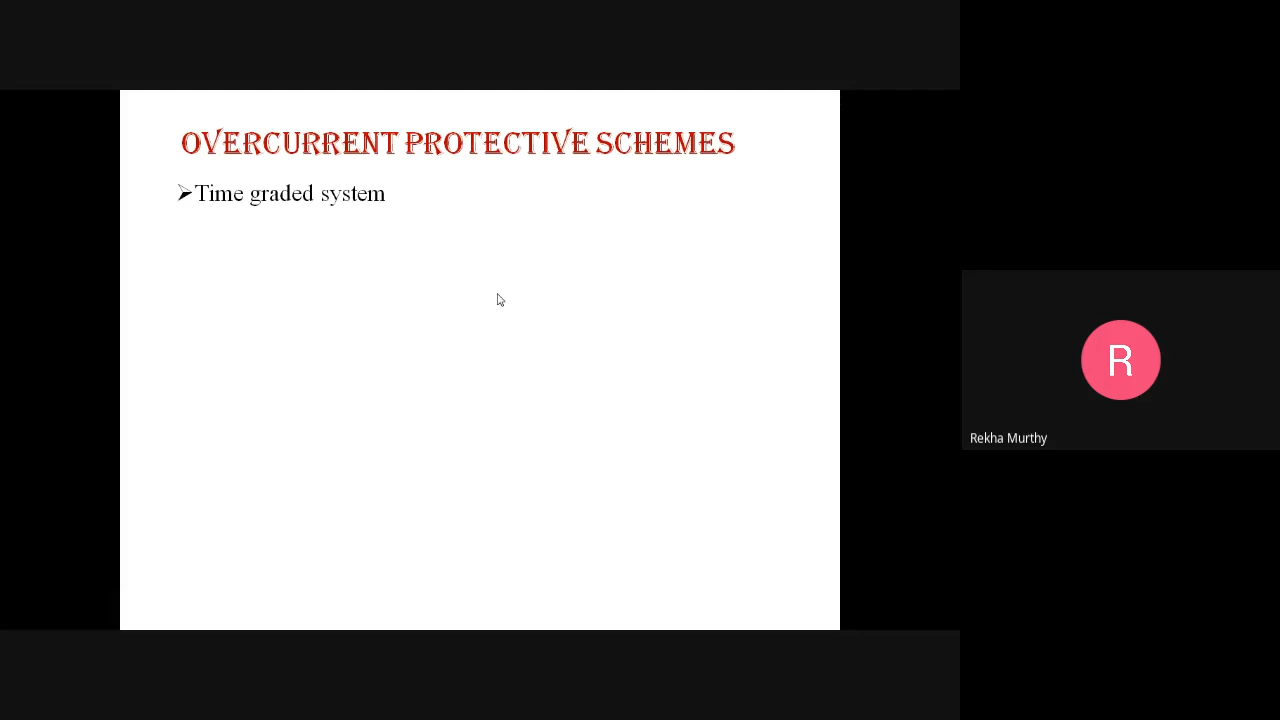 OVERCURRENT PROTECTIVE SCHEMES
➢Time graded system
R
Rekha Murthy